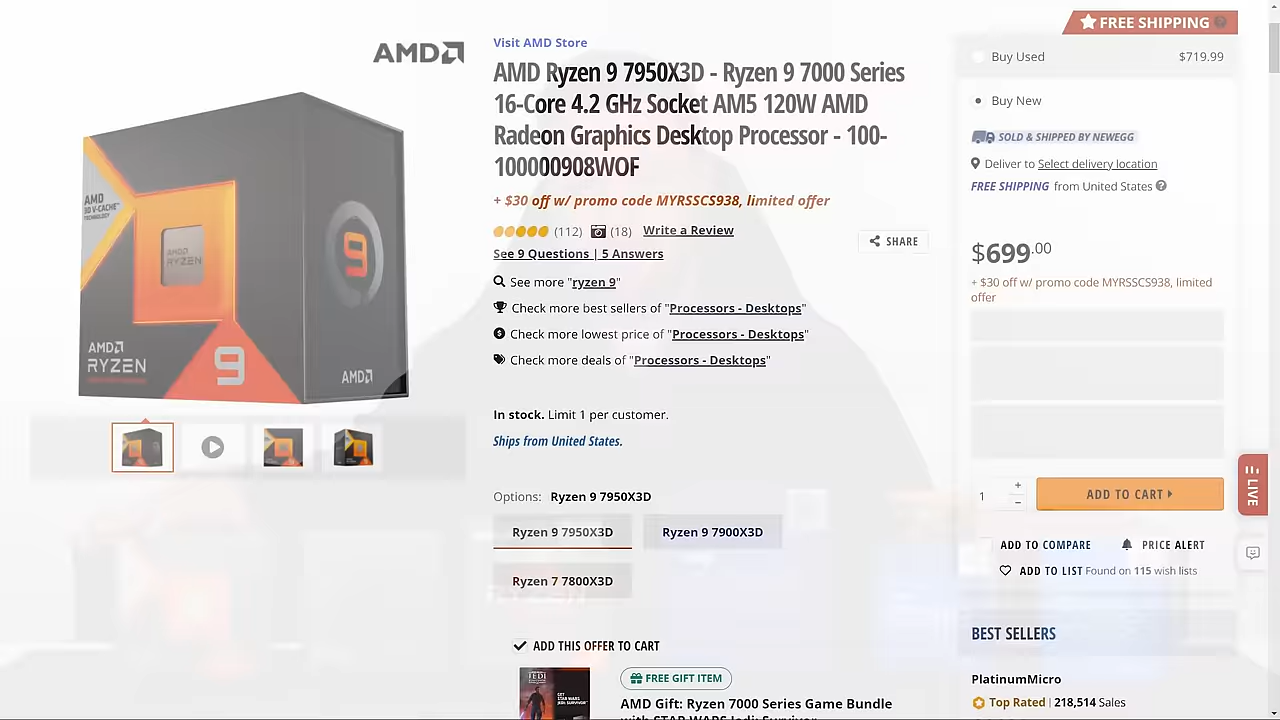 FREE SHIPPING
AMD
Visit AMD Store
AMD Ryzen 9 7950X3D - Ryzen 9 7000 Series
16-Core 4.2 GHz Socket AM5 120W AMD
Radeon Graphics Desktop Processor - 100-
100000908WOF
+ $30 off w/ promo code MYRSSCS938, limited offer
(112) (18) Write a Review
SHARE
See 9 Questions | 5 Answers
See more "ryzen 9"
Check more best sellers of "Processors - Desktops"
Check more lowest price of "Processors - Desktops"
Check more deals of "Processors - Desktops"
In stock. Limit 1 per customer.
Ships from United States.
Options: Ryzen 9 7950X3D
Ryzen 9 7950X3D
Ryzen 9 7900X3D
Ryzen 7 7800X3D
ADD THIS OFFER TO CART
FREE GIFT ITEM
AMD Gift: Ryzen 7000 Series Game Bundle
with STAR WARS Jedi: Survivor
AMD
3D V-CACHE
TECHNOLOGY
AMD
RYZEN
9
AMD
RYZEN
9
AMD
JEDI
Buy Used $719.99
Buy New
SOLD & SHIPPED BY NEWEGG
Deliver to Select delivery location
FREE SHIPPING from United States
$699.00
+ $30 off w/ promo code MYRSSCS938, limited
offer
1 + −
ADD TO CART
LIVE
ADD TO COMPARE
PRICE ALERT
ADD TO LIST Found on 115 wish lists
BEST SELLERS
PlatinumMicro
Top Rated | 218,514 Sales